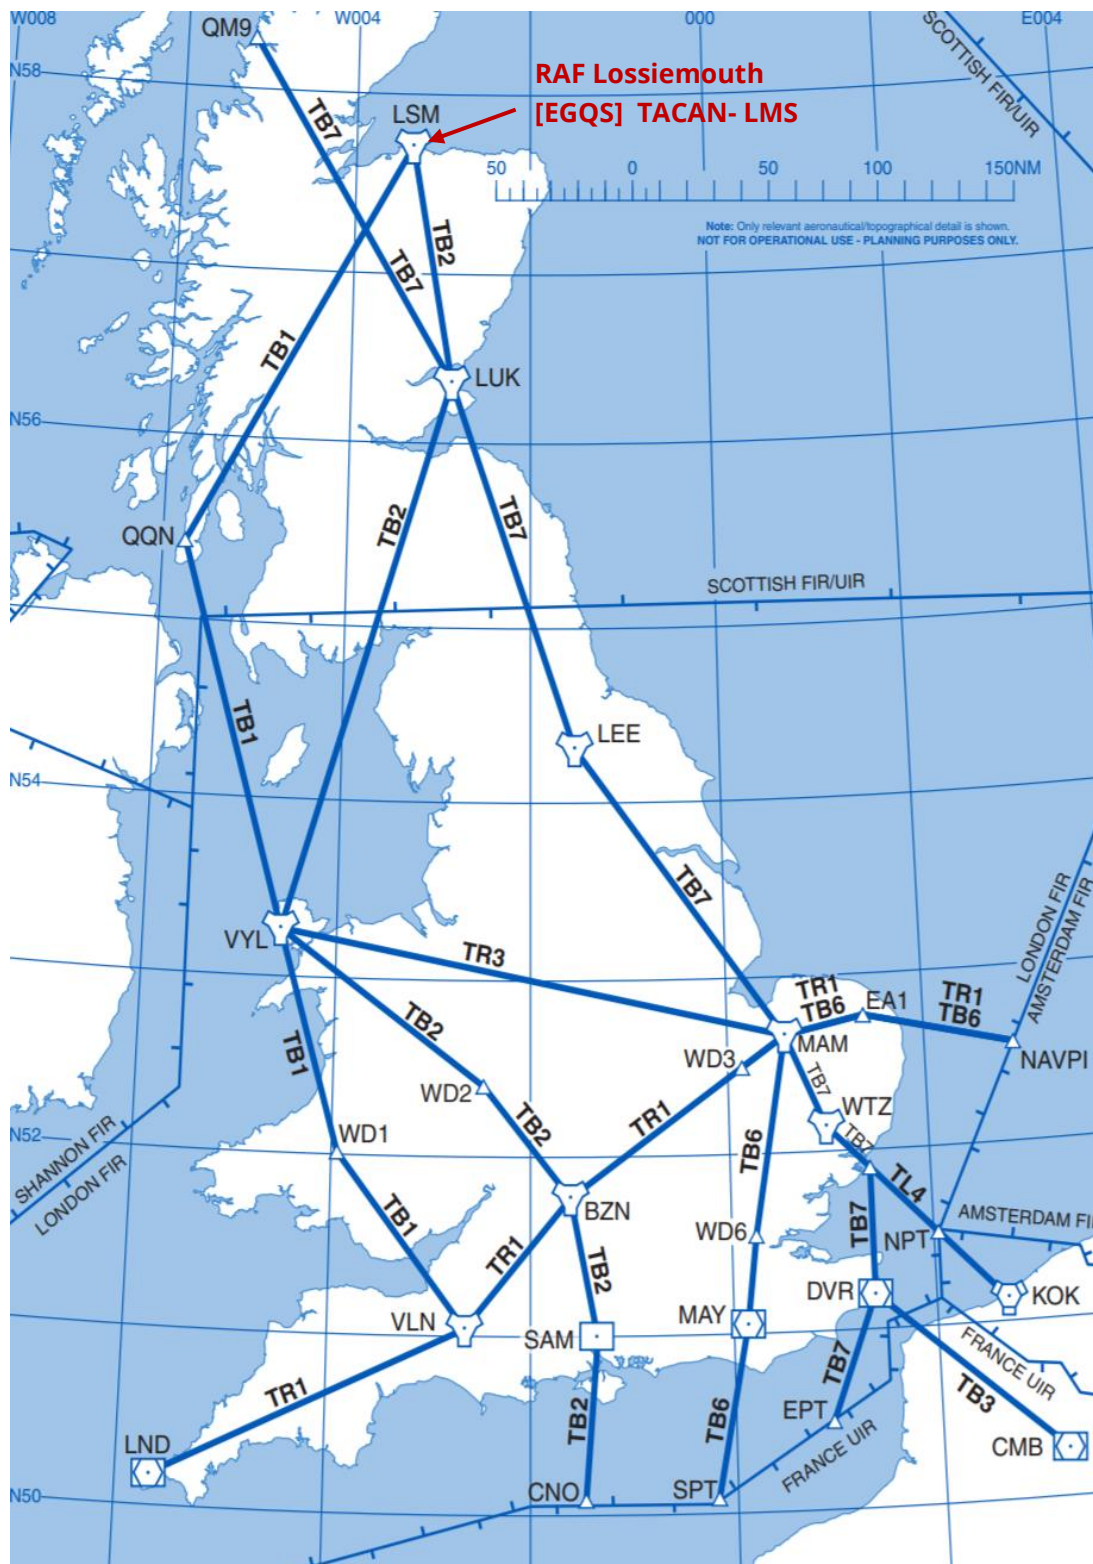 W008
W004
000
E004
QM9
SCOTTISH FIR/UIR
N58
RAF Lossiemouth
[EGQS]  TACAN- LMS
LSM
TB7
50
0
50
100
150NM
Note: Only relevant aeronautical/topographical detail is shown.
NOT FOR OPERATIONAL USE - PLANNING PURPOSES ONLY.
TB2
TB7
TB1
LUK
N56
TB2
TB7
QQN
SCOTTISH FIR/UIR
TB1
LEE
N54
TB7
LONDON FIR
AMSTERDAM FIR
VYL
TR3
TR1
TB6
EA1
TR1
TB6
TB2
TB1
MAM
NAVPI
WD3
TB7
WD2
WTZ
TR1
TB2
WD1
N52
TB7
TB6
SHANNON FIR
LONDON FIR
TL4
TB1
BZN
AMSTERDAM FI
WD6
TB7
NPT
TR1
TB2
DVR
KOK
VLN
SAM
MAY
FRANCE UIR
TB7
TB3
TR1
TB2
TB6
EPT
FRANCE UIR
LND
CMB
N50
CNO
SPT